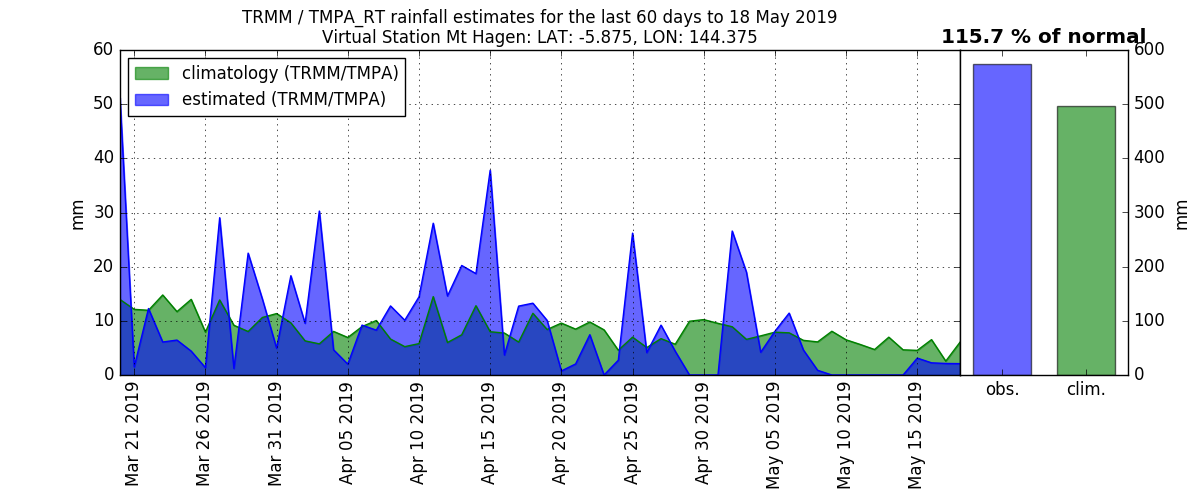 TRMM / TMPA_RT rainfall estimates for the last 60 days to 18 May 2019
Virtual Station Mt Hagen: LAT: -5.875, LON: 144.375
115.7 % of normal
climatology (TRMM/TMPA)
estimated (TRMM/TMPA)
60
50
40
30
20
10
0
mm
600
500
400
300
200
100
0
mm
Mar 21 2019
Mar 26 2019
Mar 31 2019
Apr 05 2019
Apr 10 2019
Apr 15 2019
Apr 20 2019
Apr 25 2019
Apr 30 2019
May 05 2019
May 10 2019
May 15 2019
obs.
clim.